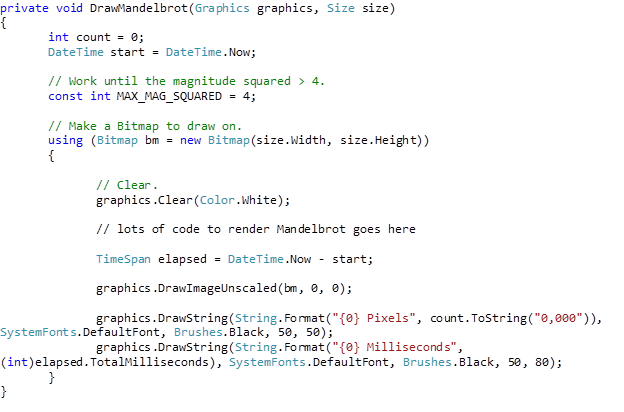 private void DrawMandelbrot(Graphics graphics, Size size)
{
int count = 0;
DateTime start = DateTime.Now;
// Work until the magnitude squared > 4.
const int MAX_MAG_SQUARED = 4;
// Make a Bitmap to draw on.
using (Bitmap bm = new Bitmap(size.Width, size.Height))
{
// Clear.
graphics.Clear(Color.White);
// lots of code to render Mandelbrot goes here
TimeSpan elapsed = DateTime.Now - start;
graphics.DrawImageUnscaled(bm, 0, 0);
graphics.DrawString(String.Format("{0} Pixels", count.ToString("0,000")),
SystemFonts.DefaultFont, Brushes.Black, 50, 50);
graphics.DrawString(String.Format("{0} Milliseconds",
(int)elapsed.TotalMilliseconds), SystemFonts.DefaultFont, Brushes.Black, 50, 80);
}
}